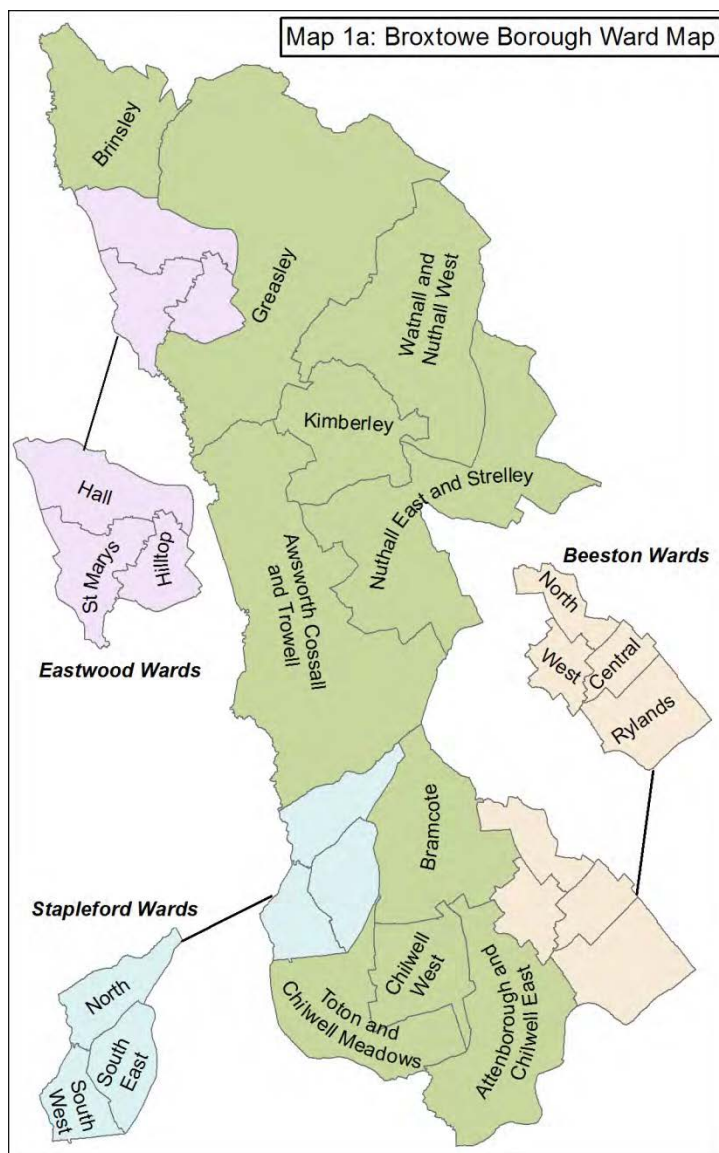 Map 1a: Broxtowe Borough Ward Map
Brinsley
Greasley
Watnall and
Nuthall West
Kimberley
Nuthall East and Strelley
Awsworth Cossall
and Trowell
Hall
St Marys
Hilltop
Eastwood Wards
Beeston Wards
North
West
Central
Rylands
Bramcote
Stapleford Wards
North
South
East
South
West
Chilwell
West
Toton and
Chilwell Meadows
Attenborough and
Chilwell East